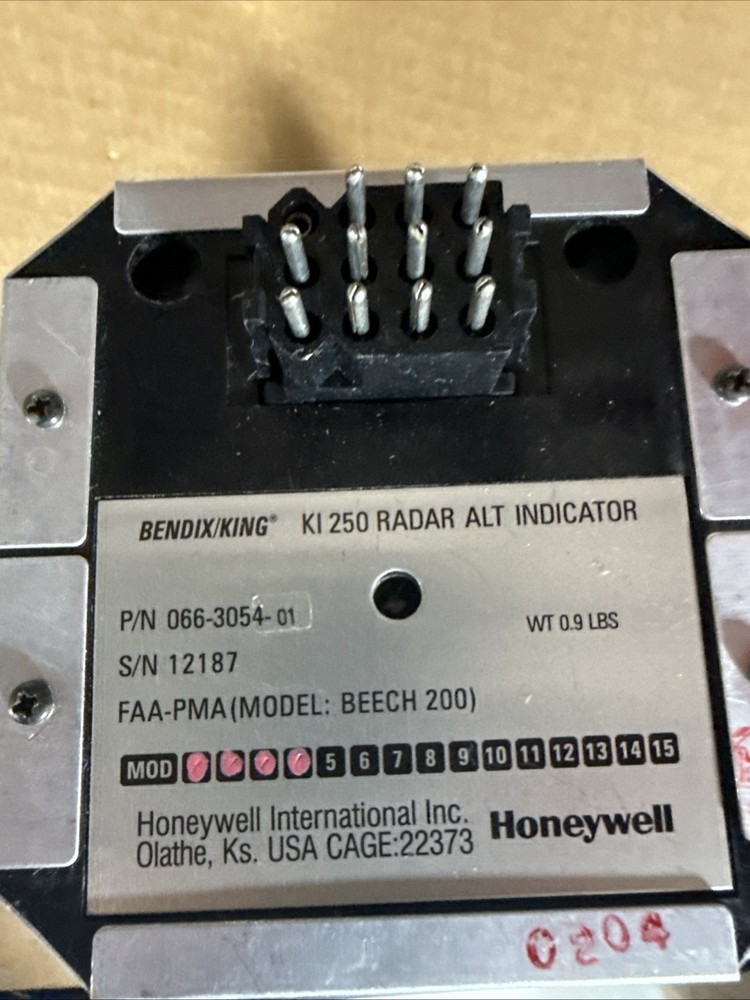 BENDIX/KING® KI 250 RADAR ALT INDICATOR
P/N 066-3054-01 WT 0.9 LBS
S/N 12187
FAA-PMA(MODEL: BEECH 200)
MOD 5 6 7 8 9 10 11 12 13 14 15
Honeywell International Inc. Honeywell
Olathe, Ks. USA CAGE:22373
0204